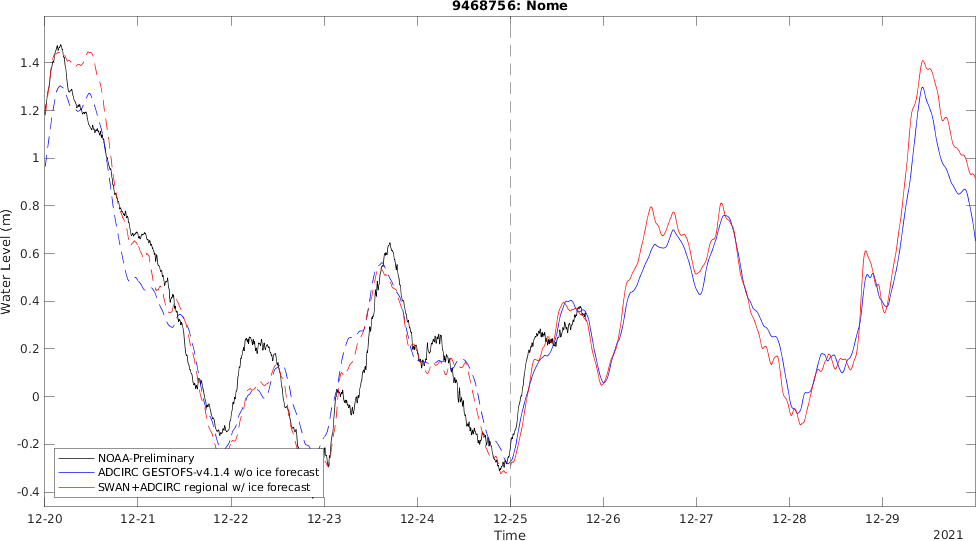 9468756: Nome
Water Level (m)
1.4
1.2
1
0.8
0.6
0.4
0.2
0
-0.2
-0.4
NOAA-Preliminary
ADCIRC GESTOFS-v4.1.4 w/o ice forecast
SWAN+ADCIRC regional w/ ice forecast
12-20 12-21 12-22 12-23 12-24 12-25 12-26 12-27 12-28 12-29
Time
2021